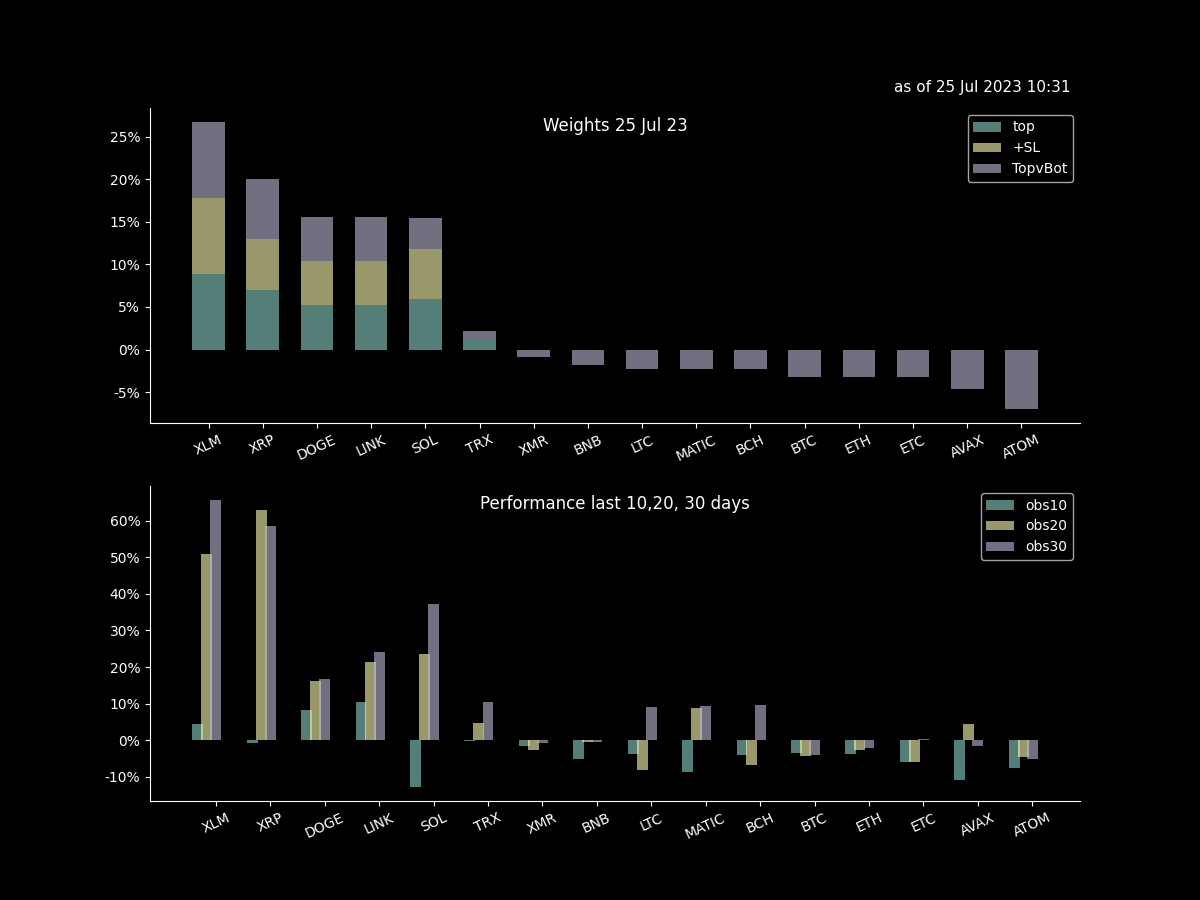 as of 25 Jul 2023 10:31
Weights 25 Jul 23
top
+SL
TopvBot
25%
20%
15%
10%
5%
0%
-5%
XLM XRP DOGE LINK SOL TRX XMR BNB LTC MATIC BCH BTC ETH ETC AVAX ATOM
Performance last 10,20, 30 days
obs10
obs20
obs30
60%
50%
40%
30%
20%
10%
0%
-10%
XLM XRP DOGE LINK SOL TRX XMR BNB LTC MATIC BCH BTC ETH ETC AVAX ATOM